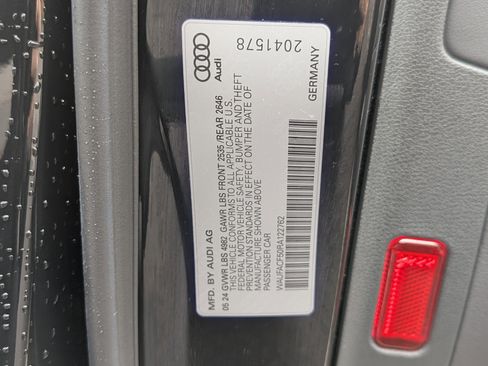 2041578
Audi
GERMANY
MFD. BY AUDI AG
05.24 GVWR LBS 4982 GAWR LBS FRONT 2535 /REAR 2646
THIS VEHICLE CONFORMS TO ALL APPLICABLE U.S.
FEDERAL MOTOR VEHICLE SAFETY, BUMPER AND THEFT
PREVENTION STANDARDS IN EFFECT ON THE DATE OF
MANUFACTURE SHOWN ABOVE
PASSENGER CAR
WAUFACF50RA122762